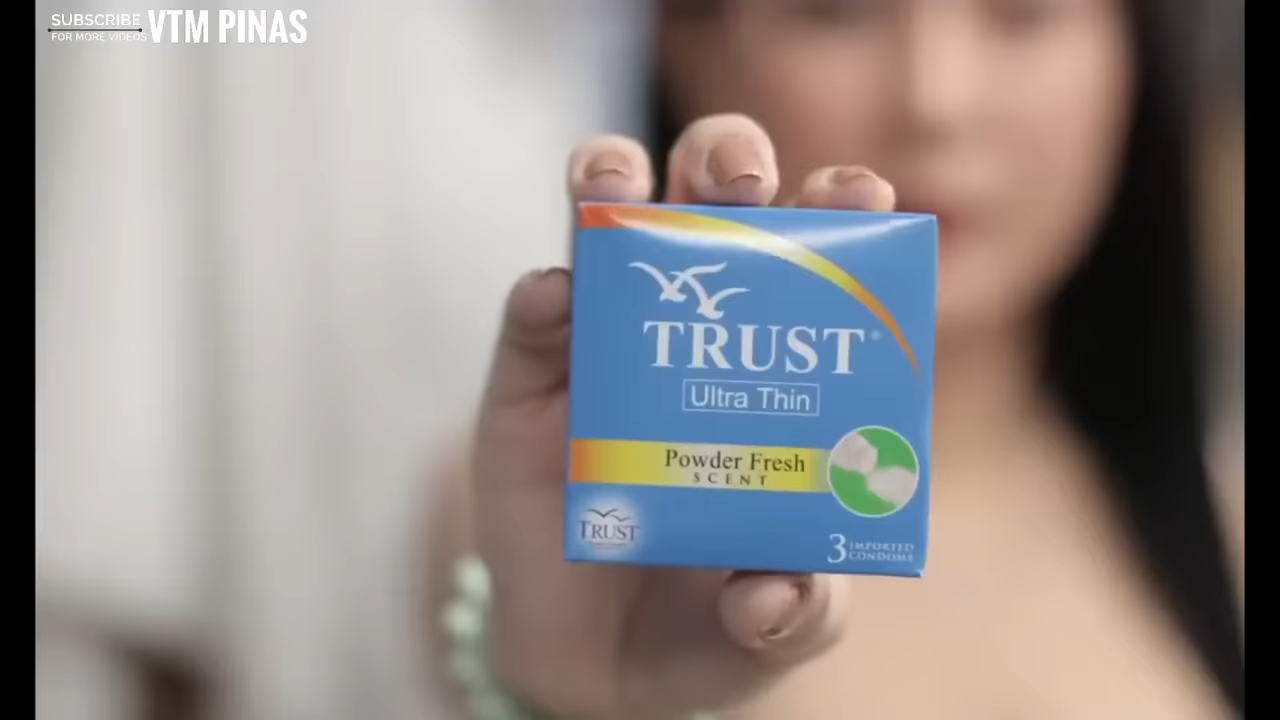 SUBSCRIBE
FOR MORE VIDEOS
VTM PINAS
TRUST®
Ultra Thin
Powder Fresh
SCENT
TRUST
3 IMPORTED
CONDOMS